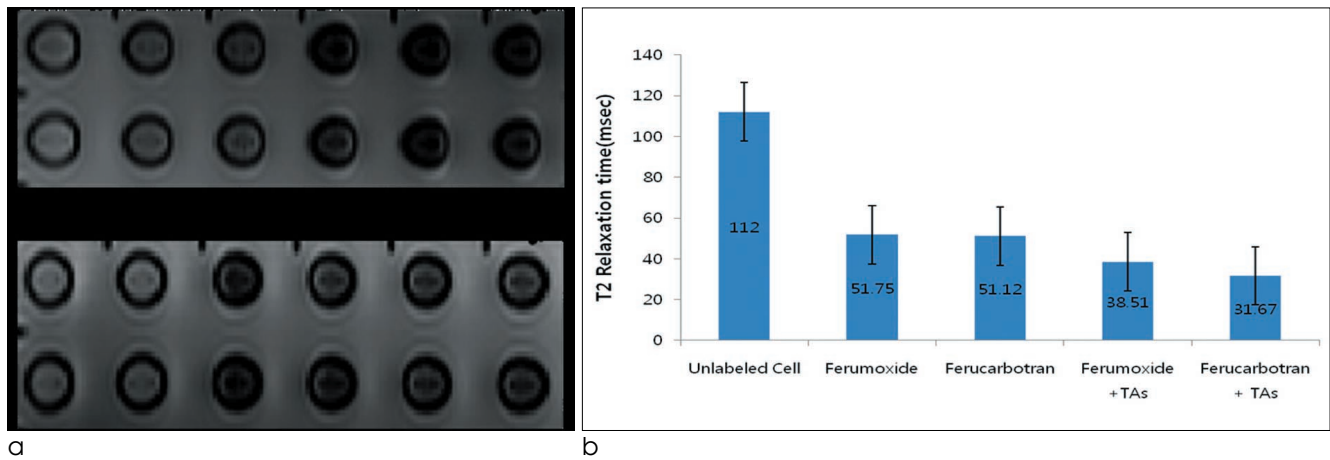 140
120
100
80
60
40
20
0
T2 Relaxation time(msec)
112
51.75
51.12
38.51
31.67
Unlabeled Cell
Ferumoxide
Ferucarbotran
Ferumoxide
+TAs
Ferucarbotran
+ TAs
a
b